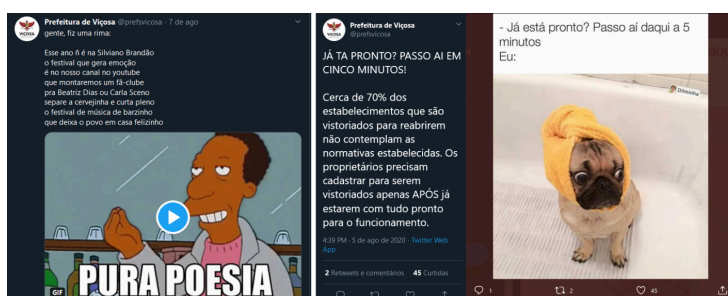 Prefeitura de Viçosa @prefsvicosa · 7 de ago
gente, fiz uma rima:
Esse ano ñ é na Silviano Brandão
o festival que gera emoção
é no nosso canal no youtube
que montaremos um fã-clube
pra Beatriz Dias ou Carla Sceno
separe a cervejinha e curta pleno
o festival de música de barzinho
que deixa o povo em casa felizinho
VIÇOSA
PURA POESIA
GIF
Prefeitura de Viçosa
@prefsvicosa
VIÇOSA
JÁ TA PRONTO? PASSO AI EM
CINCO MINUTOS!
Cerca de 70% dos
estabelecimentos que são
vistoriados para reabrirem
não contemplam as
normativas estabelecidas. Os
proprietários precisam
cadastrar para serem
vistoriados apenas APÓS já
estarem com tudo pronto
para o funcionamento.
4:39 PM · 5 de ago de 2020 · Twitter Web
App
2 Retweets e comentários 45 Curtidas
- Já está pronto? Passo aí daqui a 5
minutos
Eu:
Dilminha
1 2 45